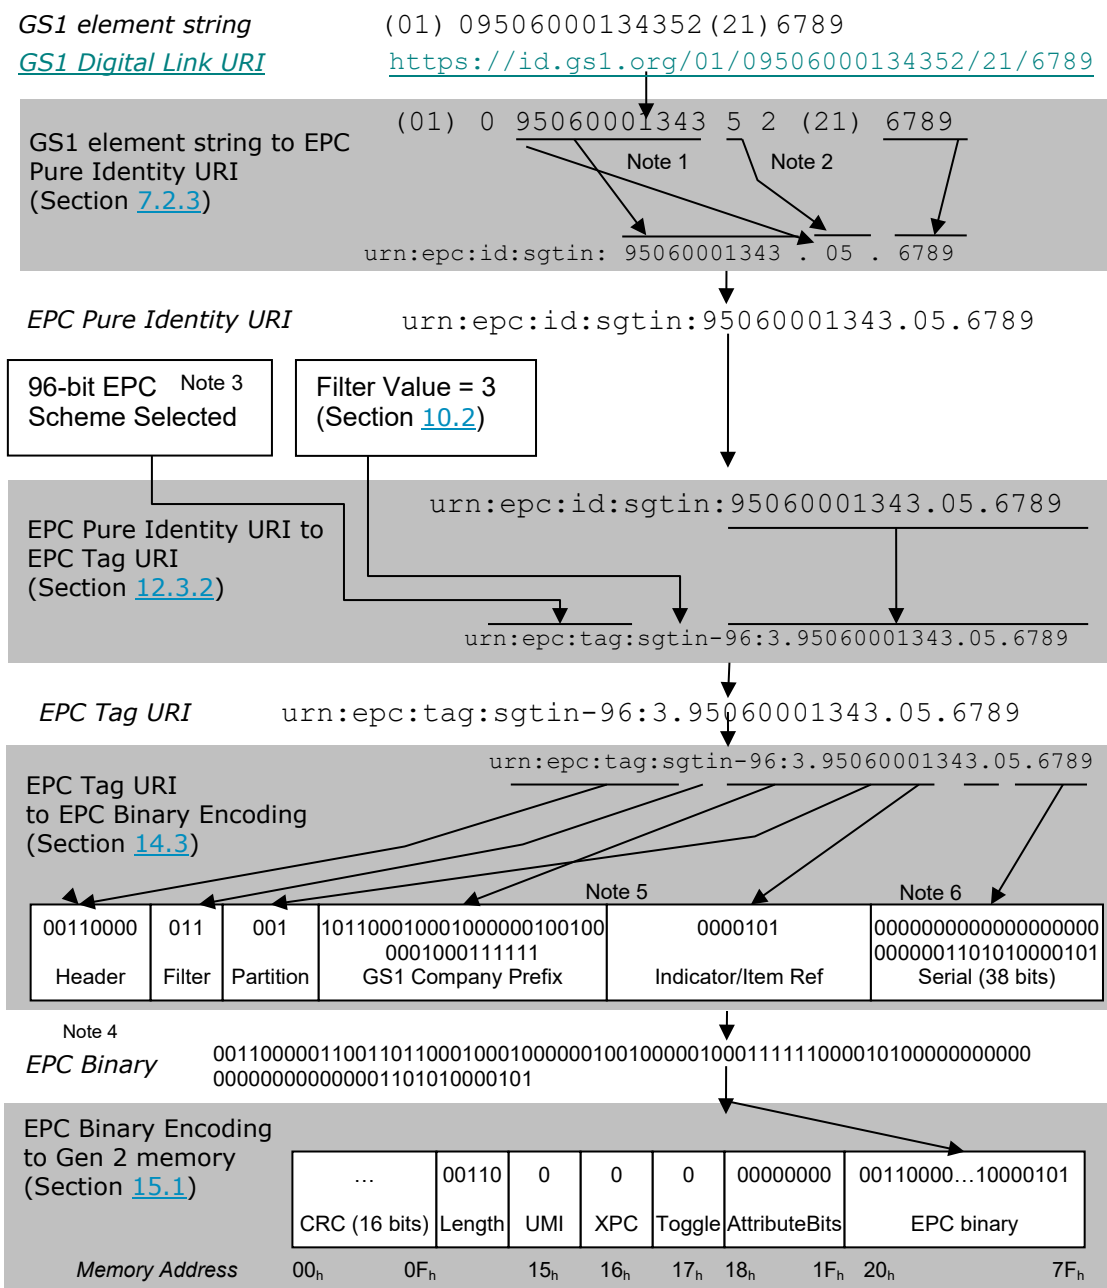 GS1 element string (01) 09506000134352(21)6789
GS1 Digital Link URI https://id.gs1.org/01/09506000134352/21/6789
(01) 0 95060001343 5 2 (21) 6789
GS1 element string to EPC
Pure Identity URI
(Section 7.2.3)
Note 1 Note 2
urn:epc:id:sgtin: 95060001343 . 05 . 6789
EPC Pure Identity URI urn:epc:id:sgtin:95060001343.05.6789
96-bit EPC Note 3
Scheme Selected
Filter Value = 3
(Section 10.2)
urn:epc:id:sgtin:95060001343.05.6789
EPC Pure Identity URI to
EPC Tag URI
(Section 12.3.2)
urn:epc:tag:sgtin-96:3.95060001343.05.6789
EPC Tag URI urn:epc:tag:sgtin-96:3.95060001343.05.6789
urn:epc:tag:sgtin-96:3.95060001343.05.6789
EPC Tag URI
to EPC Binary Encoding
(Section 14.3)
Note 5 Note 6
00110000 011 001 10110001000100000010010 0 0000101 0000000000000000000
00010001111111 0000001101010000101
Header Filter Partition GS1 Company Prefix Indicator/Item Ref Serial (38 bits)
Note 4
EPC Binary
001100000110011011000100010000001001000001000111111100001010000000000000
000000000000001101010000101
EPC Binary Encoding
to Gen 2 memory
(Section 15.1)
… 00110 0 0 0 00000000 00110000…10000101
CRC (16 bits) Length UMI XPC Toggle AttributeBits EPC binary
Memory Address 00h 0Fh 15h 16h 17h 18h 1Fh 20h 7Fh